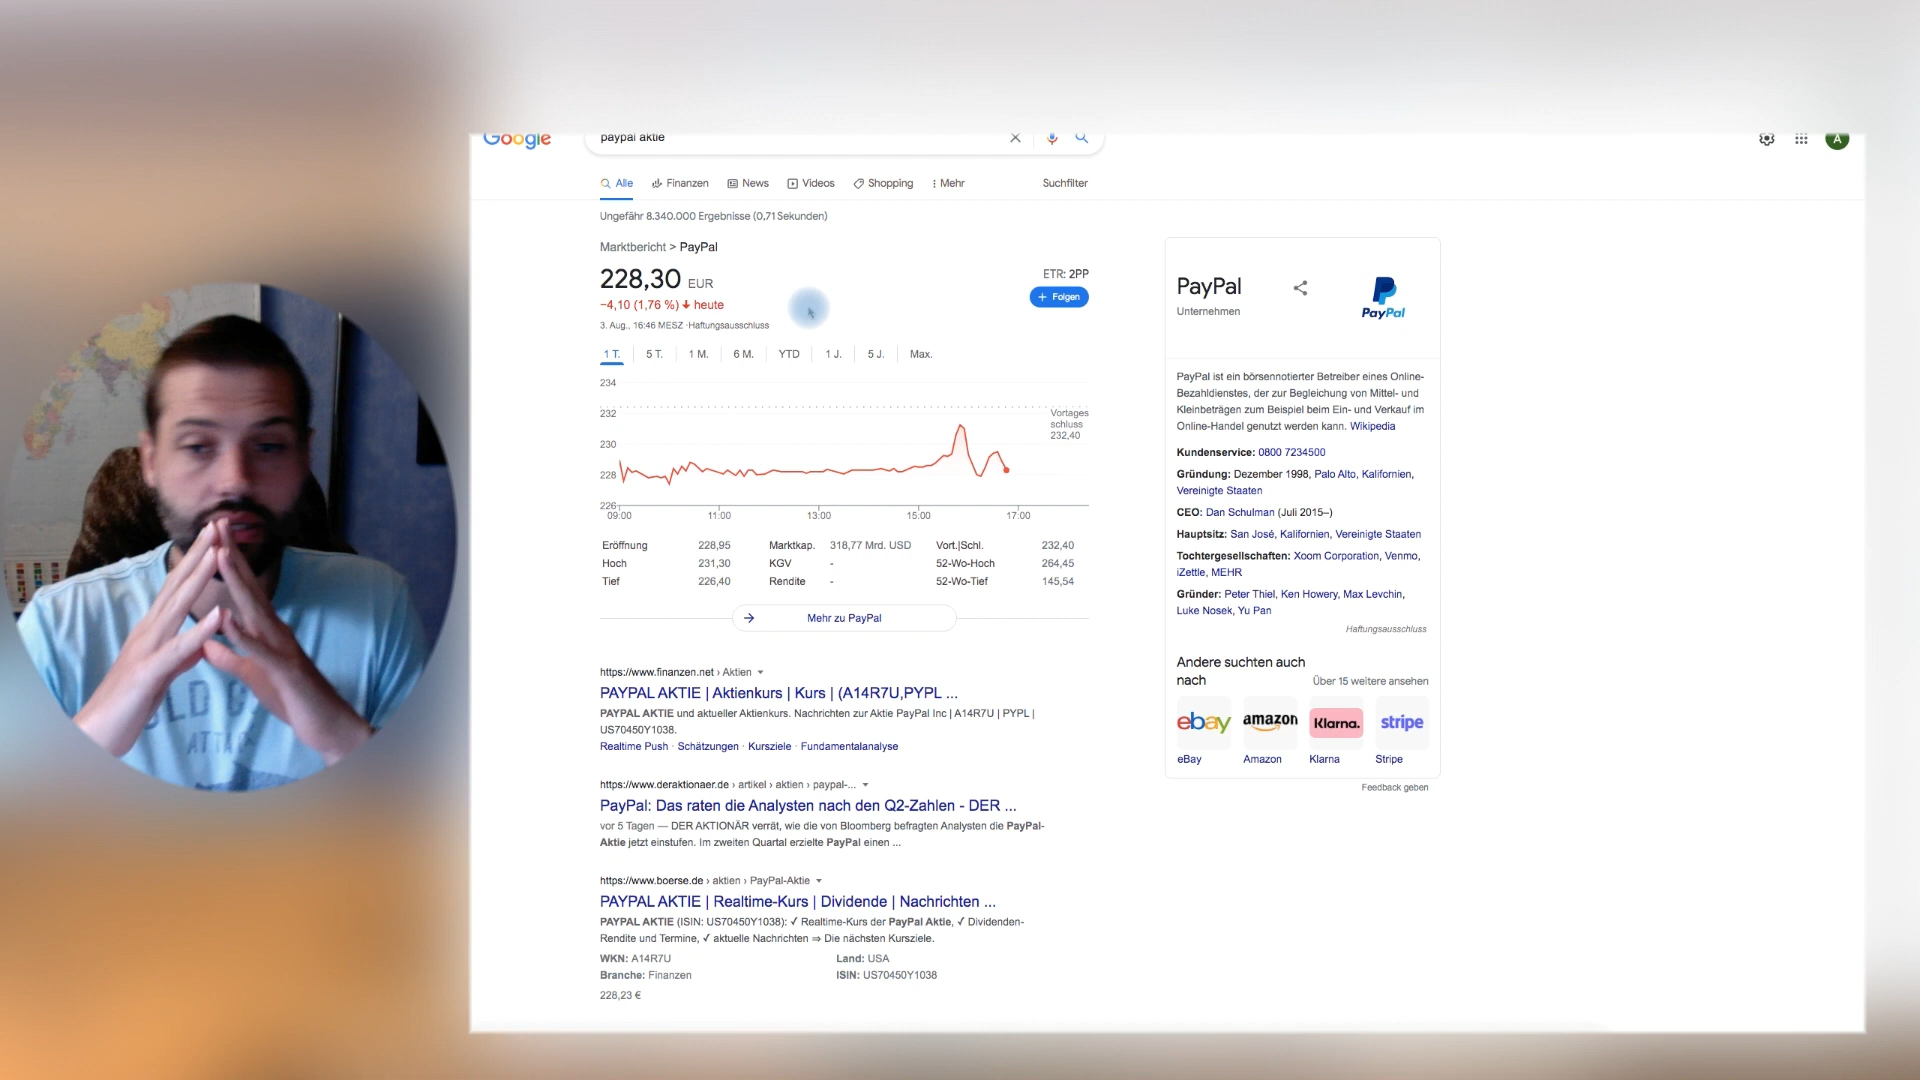 Google
paypal aktie
Alle
Finanzen
News
Videos
Shopping
Mehr
Suchfilter
A
Ungefähr 8.340.000 Ergebnisse (0,71 Sekunden)
Marktbericht > PayPal
228,30 EUR
−4,10 (1,76 %) ↓ heute
3. Aug., 16:46 MESZ ·Haftungsausschluss
ETR: 2PP
+ Folgen
1 T.
5 T.
1 M.
6 M.
YTD
1 J.
5 J.
Max.
234
232
230
228
226
Vortages
schluss
232,40
09:00
11:00
13:00
15:00
17:00
Eröffnung 228,95 Marktkap. 318,77 Mrd. USD Vort.|Schl. 232,40
Hoch 231,30 KGV - 52-Wo-Hoch 264,45
Tief 226,40 Rendite - 52-Wo-Tief 145,54
→ Mehr zu PayPal
https://www.finanzen.net › Aktien
PAYPAL AKTIE | Aktienkurs | Kurs | (A14R7U,PYPL ...
PAYPAL AKTIE und aktueller Aktienkurs. Nachrichten zur Aktie PayPal Inc | A14R7U | PYPL |
US70450Y1038.
Realtime Push · Schätzungen · Kursziele · Fundamentalanalyse
https://www.deraktionaer.de › artikel › aktien › paypal-...
PayPal: Das raten die Analysten nach den Q2-Zahlen - DER ...
vor 5 Tagen — DER AKTIONÄR verrät, wie die von Bloomberg befragten Analysten die PayPal-
Aktie jetzt einstufen. Im zweiten Quartal erzielte PayPal einen ...
https://www.boerse.de › aktien › PayPal-Aktie
PAYPAL AKTIE | Realtime-Kurs | Dividende | Nachrichten ...
PAYPAL AKTIE (ISIN: US70450Y1038): ✓ Realtime-Kurs der PayPal Aktie, ✓ Dividenden-
Rendite und Termine, ✓ aktuelle Nachrichten ⇒ Die nächsten Kursziele.
WKN: A14R7U Land: USA
Branche: Finanzen ISIN: US70450Y1038
228,23 €
PayPal
Unternehmen
PayPal
PayPal ist ein börsennotierter Betreiber eines Online-
Bezahldienstes, der zur Begleichung von Mittel- und
Kleinbeträgen zum Beispiel beim Ein- und Verkauf im
Online-Handel genutzt werden kann. Wikipedia
Kundenservice: 0800 7234500
Gründung: Dezember 1998, Palo Alto, Kalifornien,
Vereinigte Staaten
CEO: Dan Schulman (Juli 2015–)
Hauptsitz: San José, Kalifornien, Vereinigte Staaten
Tochtergesellschaften: Xoom Corporation, Venmo,
iZettle, MEHR
Gründer: Peter Thiel, Ken Howery, Max Levchin,
Luke Nosek, Yu Pan
Haftungsausschluss
Andere suchten auch
nach
Über 15 weitere ansehen
ebay
amazon
Klarna.
stripe
eBay
Amazon
Klarna
Stripe
Feedback geben